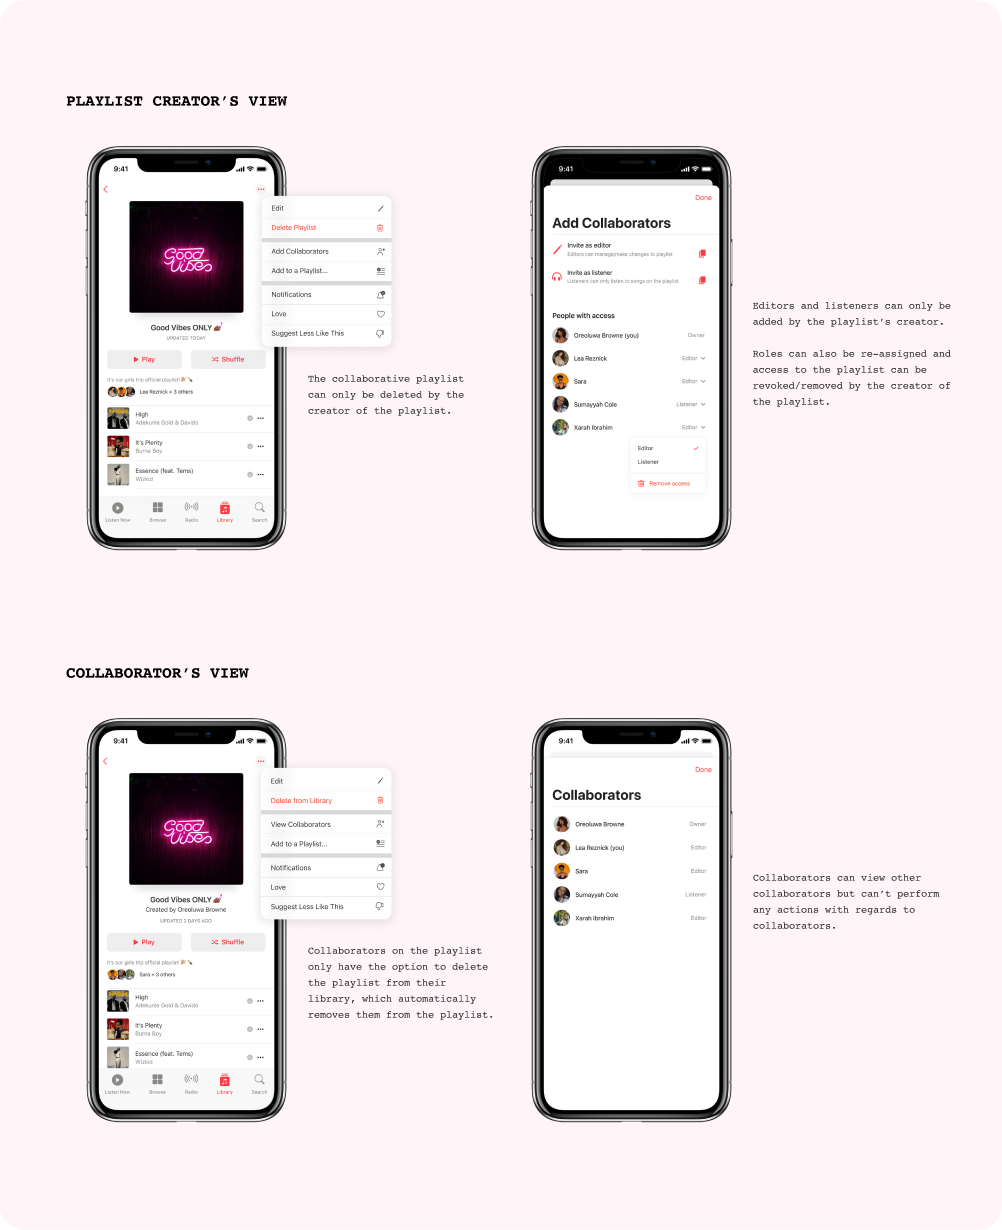 PLAYLIST CREATOR'S VIEW
9:41
Good Vibes
Good Vibes ONLY 💅🏾
UPDATED TODAY
Play
Shuffle
It's our girls trip official playlist! 🎉🍾
Lea Reznick + 3 others
High
Adekunle Gold & Davido
It's Plenty
Burna Boy
Essence (feat. Tems)
Wizkid
Listen Now
Browse
Radio
Library
Search
Edit
Delete Playlist
Add Collaborators
Add to a Playlist...
Notifications
Love
Suggest Less Like This
The collaborative playlist
can only be deleted by the
creator of the playlist.
9:41
Done
Add Collaborators
Invite as editor
Editors can manage/make changes to playlist
Invite as listener
Listeners can only listen to songs on the playlist
People with access
Oreoluwa Browne (you) Owner
Lea Reznick Editor
Sara Editor
Sumayyah Cole Listener
Xarah Ibrahim Editor
Editor
Listener
Remove access
Editors and listeners can only be
added by the playlist's creator.
Roles can also be re-assigned and
access to the playlist can be
revoked/removed by the creator of
the playlist.
COLLABORATOR'S VIEW
9:41
Good Vibes
Good Vibes ONLY 💅🏾
Created by Oreoluwa Browne
UPDATED 2 DAYS AGO
Play
Shuffle
It's our girls trip official playlist! 🎉🍾
Sara + 3 others
High
Adekunle Gold & Davido
It's Plenty
Burna Boy
Essence (feat. Tems)
Wizkid
Listen Now
Browse
Radio
Library
Search
Edit
Delete from Library
View Collaborators
Add to a Playlist...
Notifications
Love
Suggest Less Like This
Collaborators on the playlist
only have the option to delete
the playlist from their
library, which automatically
removes them from the playlist.
9:41
Done
Collaborators
Oreoluwa Browne Owner
Lea Reznick (you) Editor
Sara Editor
Sumayyah Cole Listener
Xarah Ibrahim Editor
Collaborators can view other
collaborators but can't perform
any actions with regards to
collaborators.